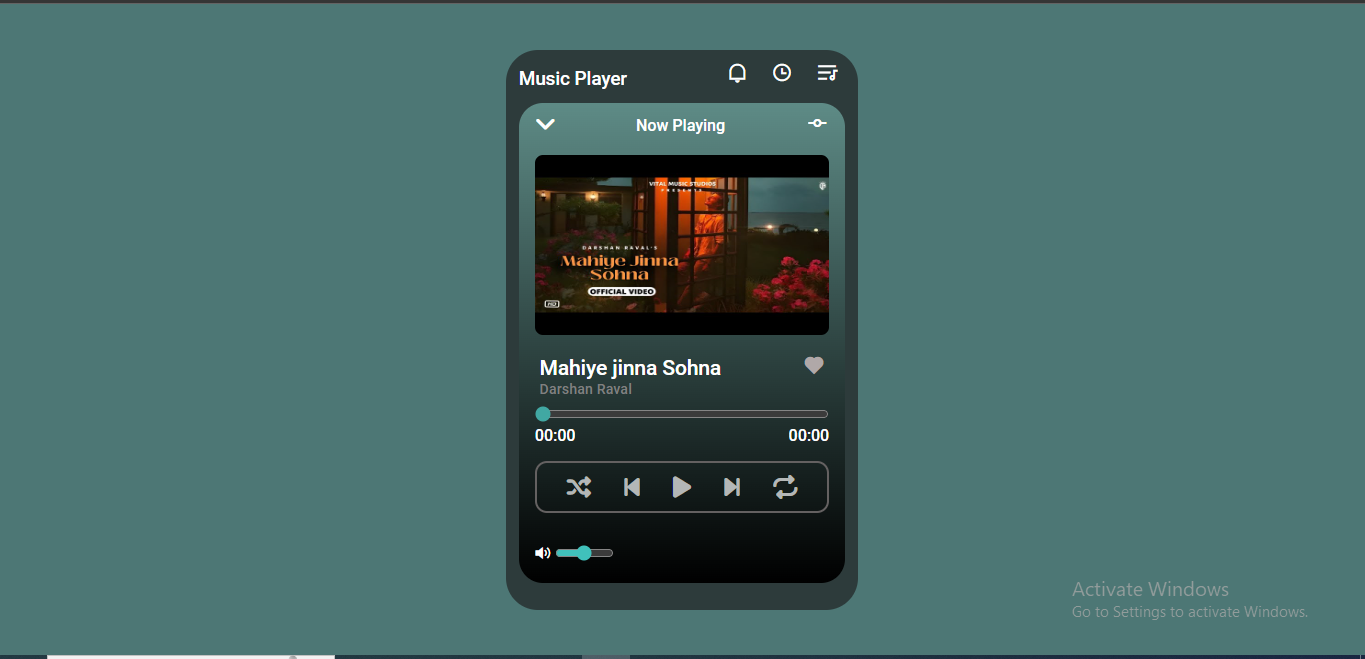 Music Player
Now Playing
VITAL MUSIC STUDIOS
PRESENTS
DARSHAN RAVAL'S
Mahiye Jinna
Sohna
OFFICIAL VIDEO
HD
Mahiye jinna Sohna
Darshan Raval
00:00 00:00
Activate Windows
Go to Settings to activate Windows.